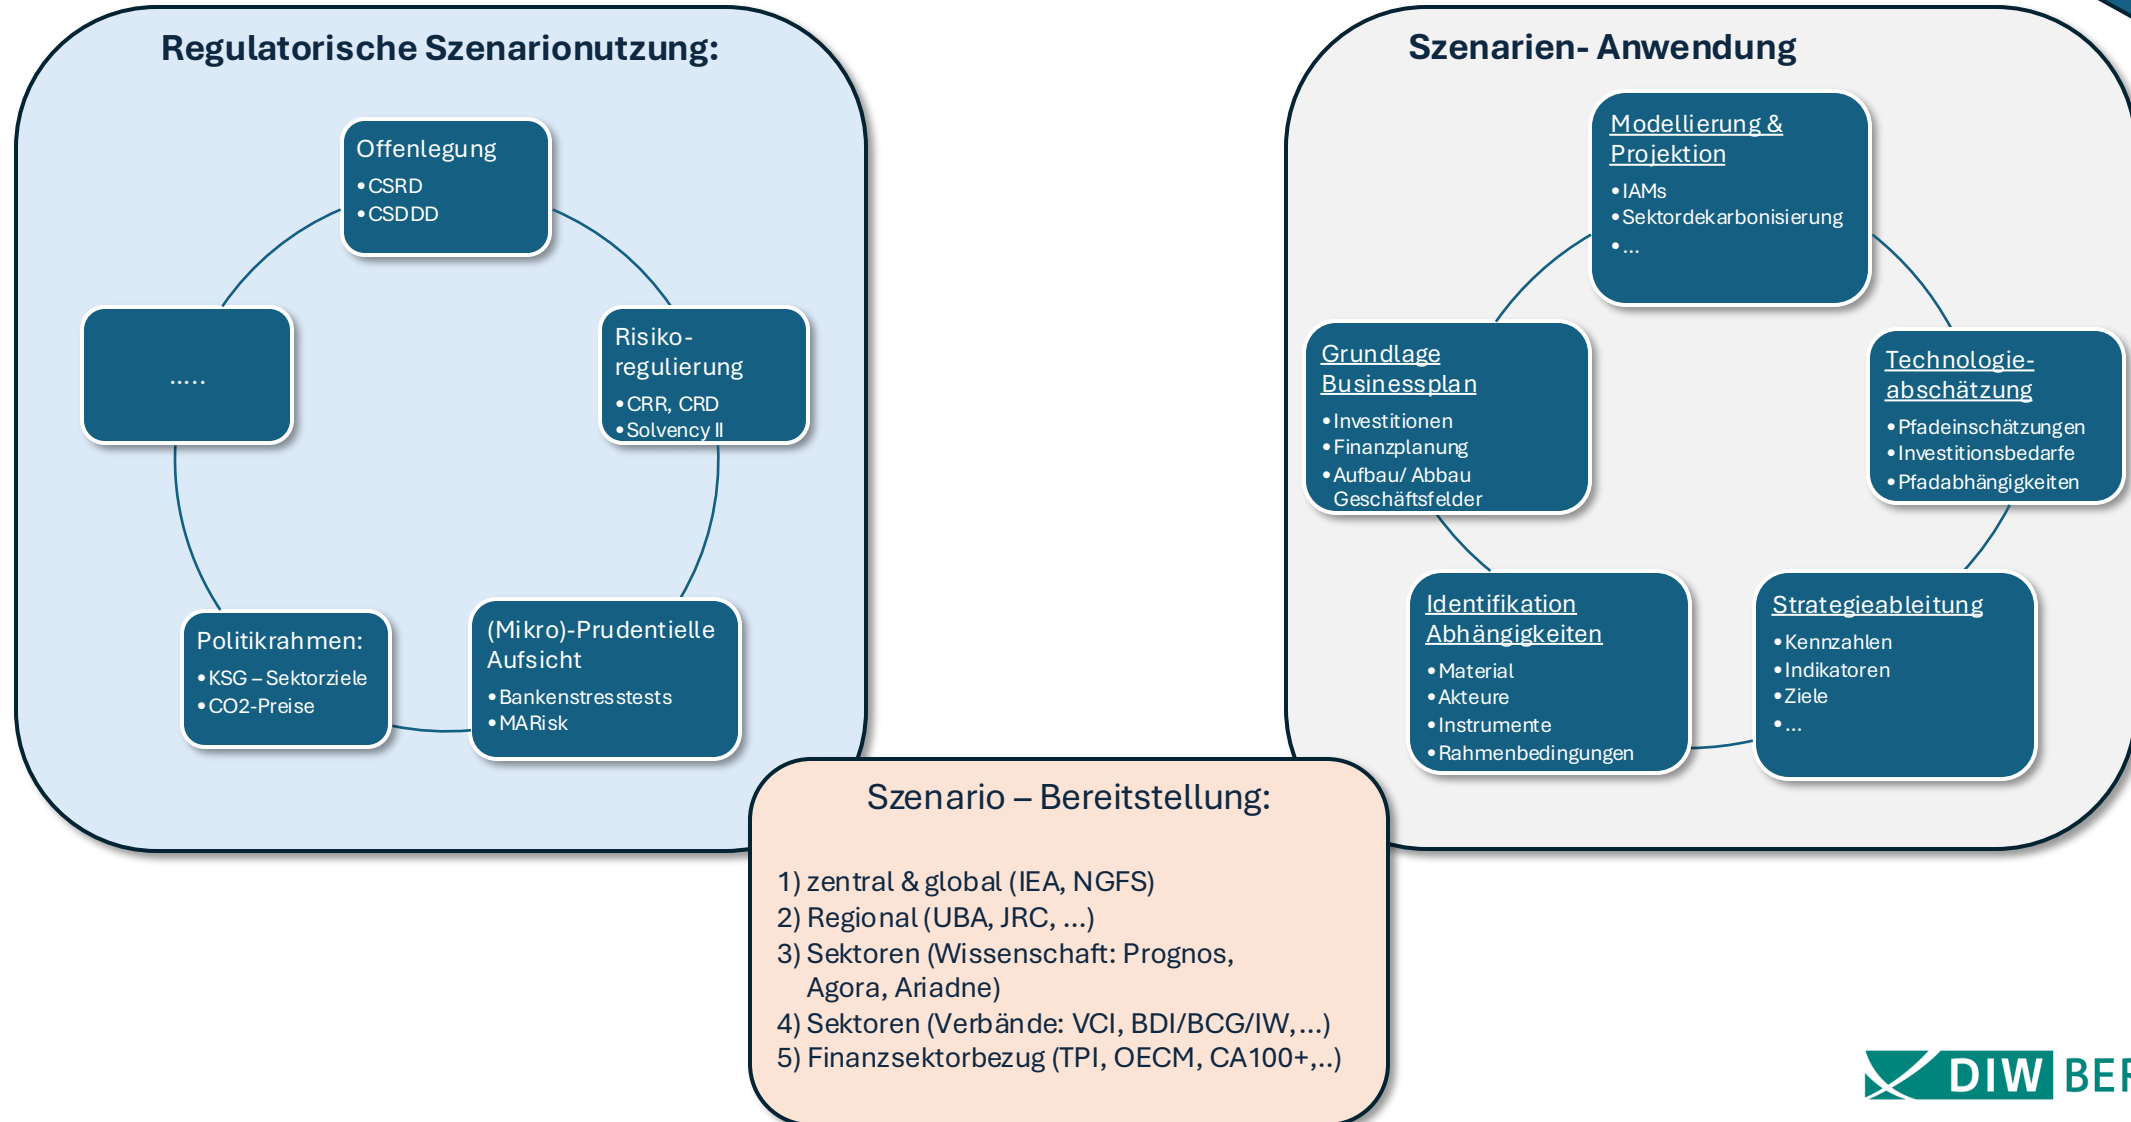 Regulatorische Szenarionutzung:
Offenlegung
•CSRD
•CSDDD
Risiko-
regulierung
•CRR, CRD
•Solvency II
(Mikro)-Prudentielle
Aufsicht
•Bankenstresstests
•MARisk
Politikrahmen:
•KSG – Sektorziele
•CO2-Preise
.....
Szenarien- Anwendung
Modellierung &
Projektion
•IAMs
•Sektordekarbonisierung
•...
Technologie-
abschätzung
•Pfadeinschätzungen
•Investitionsbedarfe
•Pfadabhängigkeiten
Strategieableitung
•Kennzahlen
•Indikatoren
•Ziele
•...
Identifikation
Abhängigkeiten
•Material
•Akteure
•Instrumente
•Rahmenbedingungen
Grundlage
Businessplan
•Investitionen
•Finanzplanung
•Aufbau/ Abbau
Geschäftsfelder
Szenario – Bereitstellung:
1) zentral & global (IEA, NGFS)
2) Regional (UBA, JRC, ...)
3) Sektoren (Wissenschaft: Prognos,
Agora, Ariadne)
4) Sektoren (Verbände: VCI, BDI/BCG/IW,...)
5) Finanzsektorbezug (TPI, OECM, CA100+,..)
DIW BER